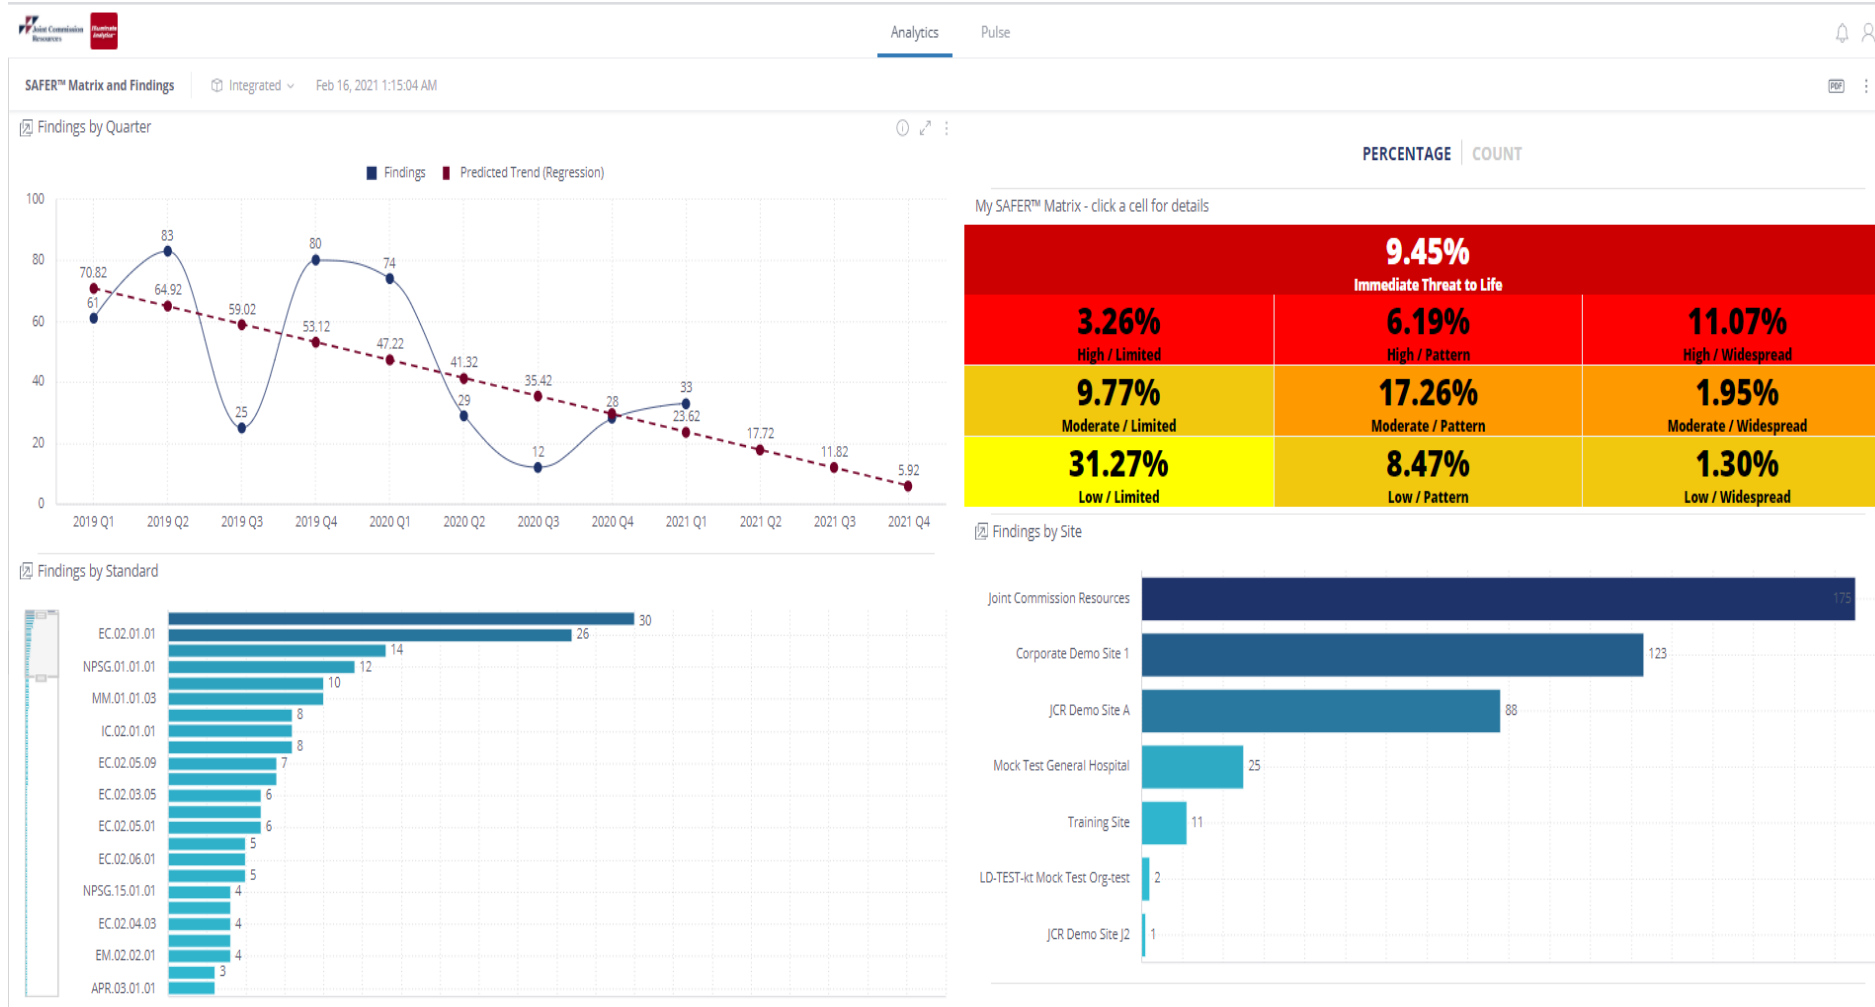 Joint Commission
Resources
Illuminate
Analytics
Analytics
Pulse
SAFER™ Matrix and Findings
Integrated
Feb 16, 2021 1:15:04 AM
PDF
Findings by Quarter
Findings
Predicted Trend (Regression)
100
80
60
40
20
0
70.82
61
83
64.92
25
59.02
80
53.12
74
47.22
41.32
29
35.42
12
28
33
23.62
17.72
11.82
5.92
2019 Q1
2019 Q2
2019 Q3
2019 Q4
2020 Q1
2020 Q2
2020 Q3
2020 Q4
2021 Q1
2021 Q2
2021 Q3
2021 Q4
PERCENTAGE
COUNT
My SAFER™ Matrix - click a cell for details
9.45%
Immediate Threat to Life
3.26%
High / Limited
6.19%
High / Pattern
11.07%
High / Widespread
9.77%
Moderate / Limited
17.26%
Moderate / Pattern
1.95%
Moderate / Widespread
31.27%
Low / Limited
8.47%
Low / Pattern
1.30%
Low / Widespread
Findings by Standard
30
EC.02.01.01 26
14
NPSG.01.01.01 12
10
MM.01.01.03
8
IC.02.01.01
8
EC.02.05.09 7
EC.02.03.05 6
EC.02.05.01 6
5
EC.02.06.01
5
NPSG.15.01.01 4
EC.02.04.03 4
EM.02.02.01 4
3
APR.03.01.01
Findings by Site
Joint Commission Resources 175
Corporate Demo Site 1 123
JCR Demo Site A 88
Mock Test General Hospital 25
Training Site 11
LD-TEST-kt Mock Test Org-test 2
JCR Demo Site J2 1